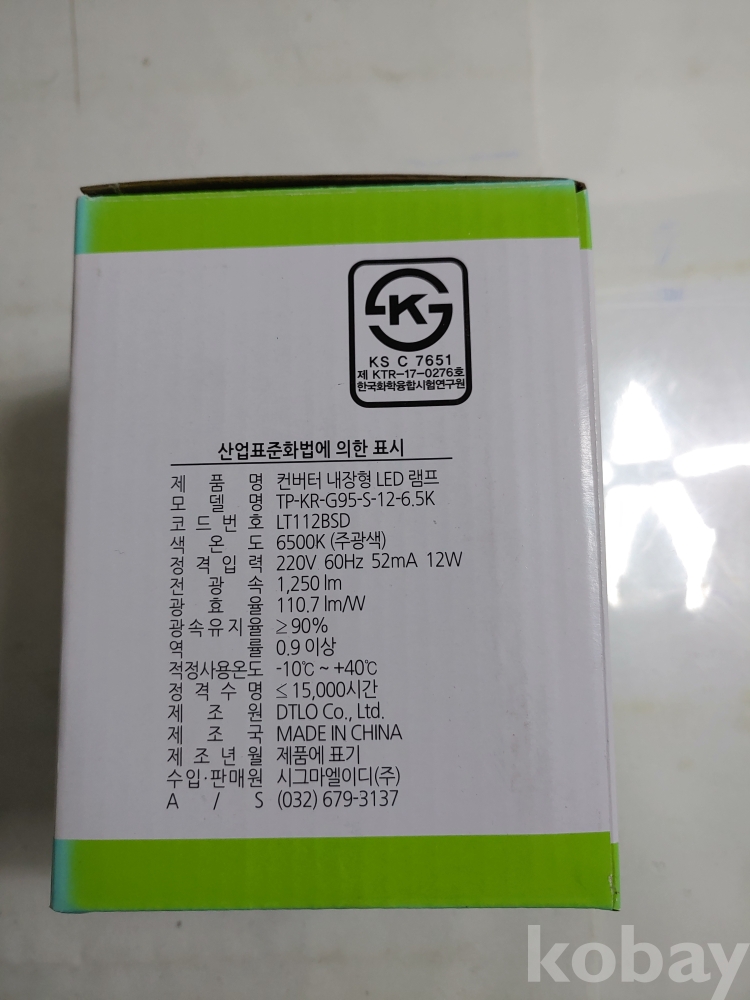 K
KS C 7651
제 KTR-17-0276호
한국화학융합시험연구원
산업표준화법에 의한 표시
제 품 명 컨버터 내장형 LED 램프
모 델 명 TP-KR-G95-S-12-6.5K
코 드 번 호 LT112BSD
색 온 도 6500K (주광색)
정 격 입 력 220V 60Hz 52mA 12W
전 광 속 1,250 lm
광 효 율 110.7 lm/W
광 속 유 지 율 ≥ 90%
역 률 0.9 이상
적정사용온도 -10℃ ~ +40℃
정 격 수 명 ≤ 15,000시간
제 조 원 DTLO Co., Ltd.
제 조 국 MADE IN CHINA
제 조 년 월 제품에 표기
수입·판매원 시그마엘이디(주)
A / S (032) 679-3137
kobay